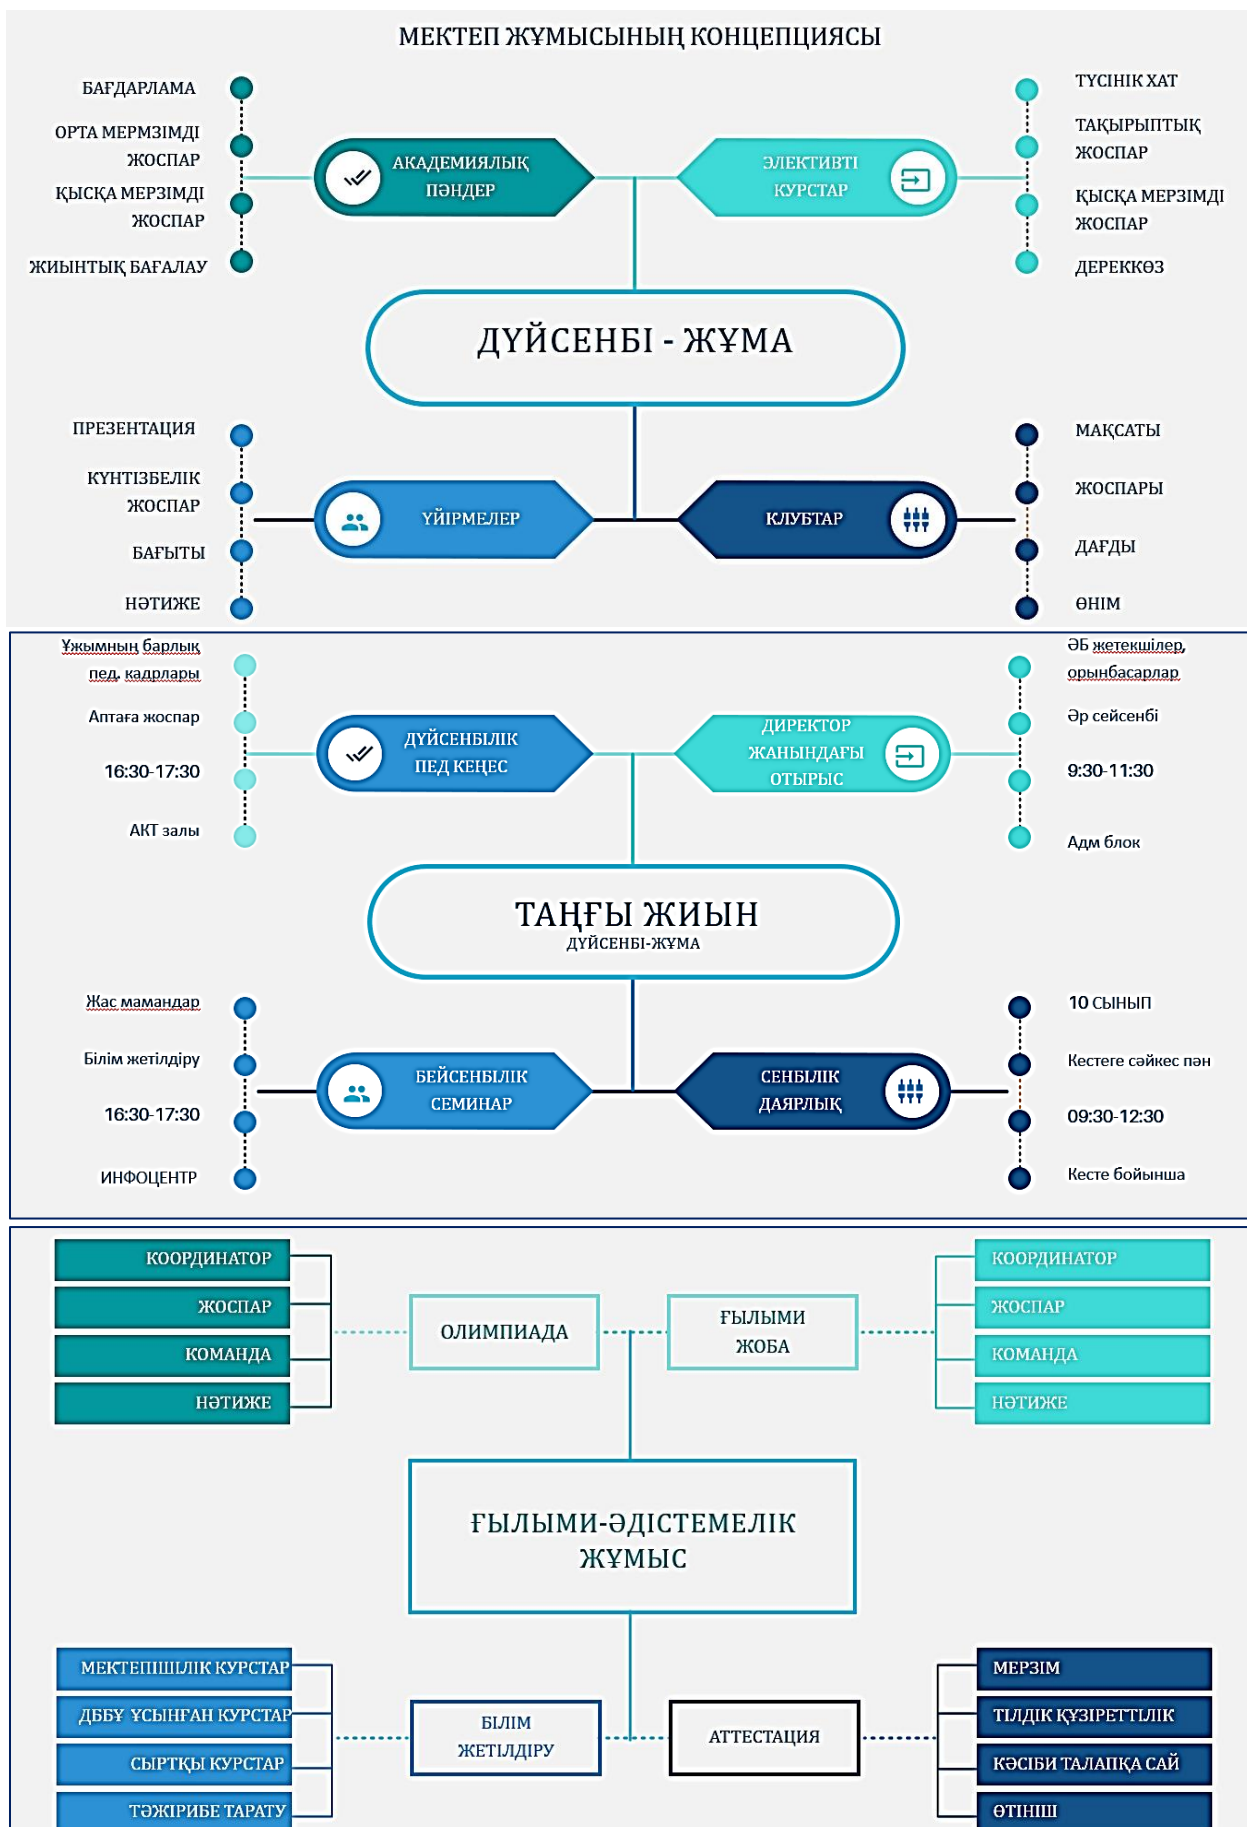 МЕКТЕП ЖҰМЫСЫНЫҢ КОНЦЕПЦИЯСЫ
БАҒДАРЛАМА
ОРТА МЕРМЗІМДІ
ЖОСПАР
ҚЫСҚА МЕРЗІМДІ
ЖОСПАР
ЖИЫНТЫҚ БАҒАЛАУ
АКАДЕМИЯЛЫҚ
ПӘНДЕР
ЭЛЕКТИВТІ
КУРСТАР
ТҮСІНІК ХАТ
ТАҚЫРЫПТЫҚ
ЖОСПАР
ҚЫСҚА МЕРЗІМДІ
ЖОСПАР
ДЕРЕККӨЗ
ДҮЙСЕНБІ - ЖҰМА
ПРЕЗЕНТАЦИЯ
КҮНТІЗБЕЛІК
ЖОСПАР
БАҒЫТЫ
НӘТИЖЕ
ҮЙІРМЕЛЕР
КЛУБТАР
МАҚСАТЫ
ЖОСПАРЫ
ДАҒДЫ
ӨНІМ
Ұжымның барлық
пед. кадрлары
Аптаға жоспар
16:30-17:30
АКТ залы
ДҮЙСЕНБІЛІК
ПЕД КЕҢЕС
ДИРЕКТОР
ЖАНЫНДАҒЫ
ОТЫРЫС
ӘБ жетекшілер,
орынбасарлар
Әр сейсенбі
9:30-11:30
Адм блок
ТАҢҒЫ ЖИЫН
ДҮЙСЕНБІ-ЖҰМА
Жас мамандар
Білім жетілдіру
16:30-17:30
ИНФОЦЕНТР
БЕЙСЕНБІЛІК
СЕМИНАР
СЕНБІЛІК
ДАЯРЛЫҚ
10 СЫНЫП
Кестеге сәйкес пән
09:30-12:30
Кесте бойынша
КООРДИНАТОР
ЖОСПАР
КОМАНДА
НӘТИЖЕ
ОЛИМПИАДА
ҒЫЛЫМИ
ЖОБА
КООРДИНАТОР
ЖОСПАР
КОМАНДА
НӘТИЖЕ
ҒЫЛЫМИ-ӘДІСТЕМЕЛІК
ЖҰМЫС
МЕКТЕПІШІЛІК КУРСТАР
ДББҰ ҰСЫНҒАН КУРСТАР
СЫРТҚЫ КУРСТАР
ТӘЖІРИБЕ ТАРАТУ
БІЛІМ
ЖЕТІЛДІРУ
АТТЕСТАЦИЯ
МЕРЗІМ
ТІЛДІК ҚҰЗІРЕТТІЛІК
КӘСІБИ ТАЛАПҚА САЙ
ӨТІНІШ